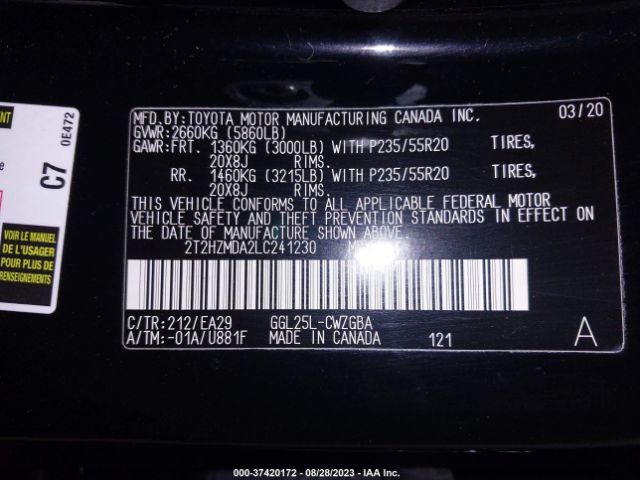 ENT
0E472
C7
VOIR LE MANUEL
DE L'USAGER
POUR PLUS DE
RENSEIGNEMENTS
MFD.BY:TOYOTA MOTOR MANUFACTURING CANADA INC. 03/20
GVWR:2660KG (5860LB)
GAWR:FRT. 1360KG (3000LB) WITH P235/55R20 TIRES,
20X8J RIMS.
RR. 1460KG (3215LB) WITH P235/55R20 TIRES,
20X8J RIMS.
THIS VEHICLE CONFORMS TO ALL APPLICABLE FEDERAL MOTOR
VEHICLE SAFETY AND THEFT PREVENTION STANDARDS IN EFFECT ON
THE DATE OF MANUFACTURE SHOWN ABOVE.
2T2HZMDA2LC241230
C/TR:212/EA29 GGL25L-CWZGBA
A/TM:-01A/U881F MADE IN CANADA 121 A
000-37420172 - 08/28/2023 - IAA Inc.